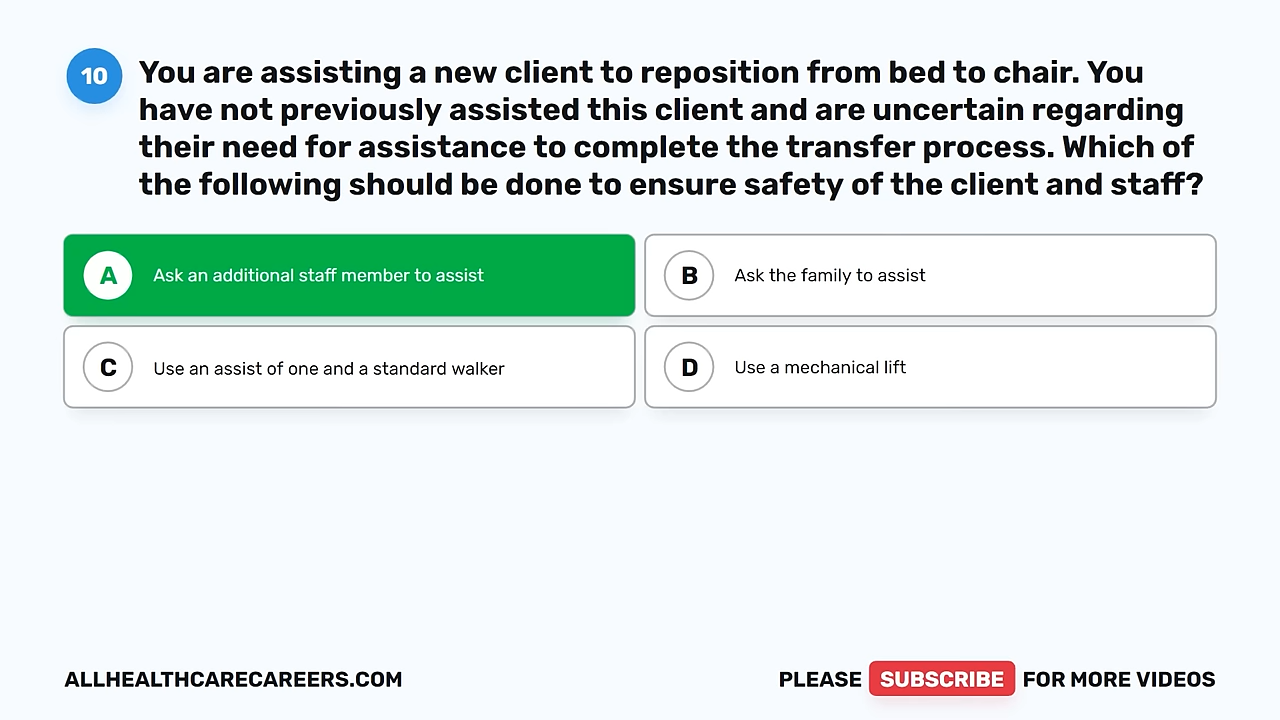 10
You are assisting a new client to reposition from bed to chair. You
have not previously assisted this client and are uncertain regarding
their need for assistance to complete the transfer process. Which of
the following should be done to ensure safety of the client and staff?
A Ask an additional staff member to assist
B Ask the family to assist
C Use an assist of one and a standard walker
D Use a mechanical lift
ALLHEALTHCARECAREERS.COM
PLEASE SUBSCRIBE FOR MORE VIDEOS